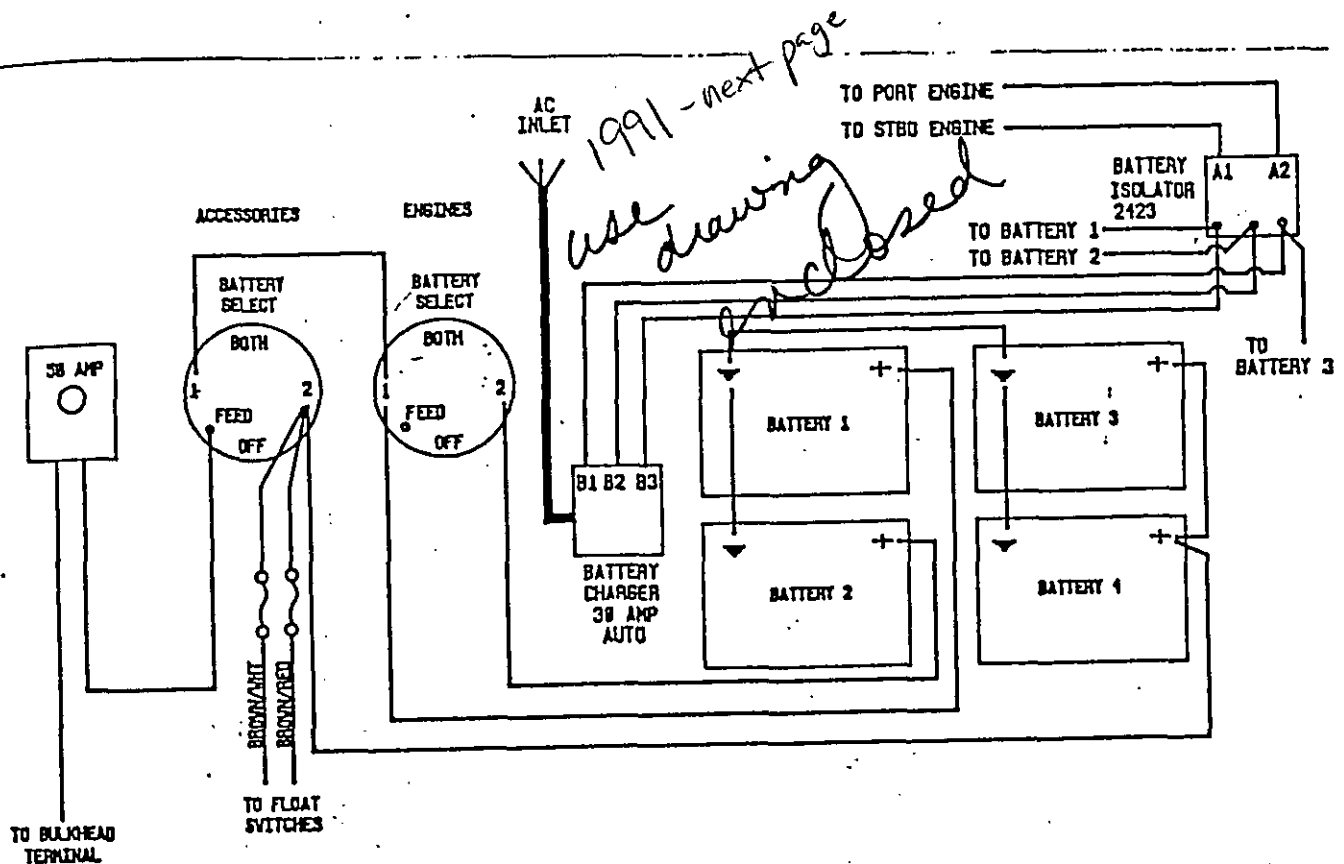 1991 - next page
use drawing enclosed
AC
INLET
TO PORT ENGINE
TO STBD ENGINE
BATTERY
ISOLATOR
2423
A1 A2
TO BATTERY 1
TO BATTERY 2
TO
BATTERY 3
ACCESSORIES
ENGINES
BATTERY
SELECT
BOTH
1 2
FEED
OFF
BATTERY
SELECT
BOTH
1 2
FEED
OFF
50 AMP
B1 B2 B3
BATTERY
CHARGER
30 AMP
AUTO
+
BATTERY 1
+
BATTERY 3
+
BATTERY 2
+
BATTERY 4
BROWN/WHT
BROWN/RED
TO FLOAT
SWITCHES
TO BULKHEAD
TERMINAL